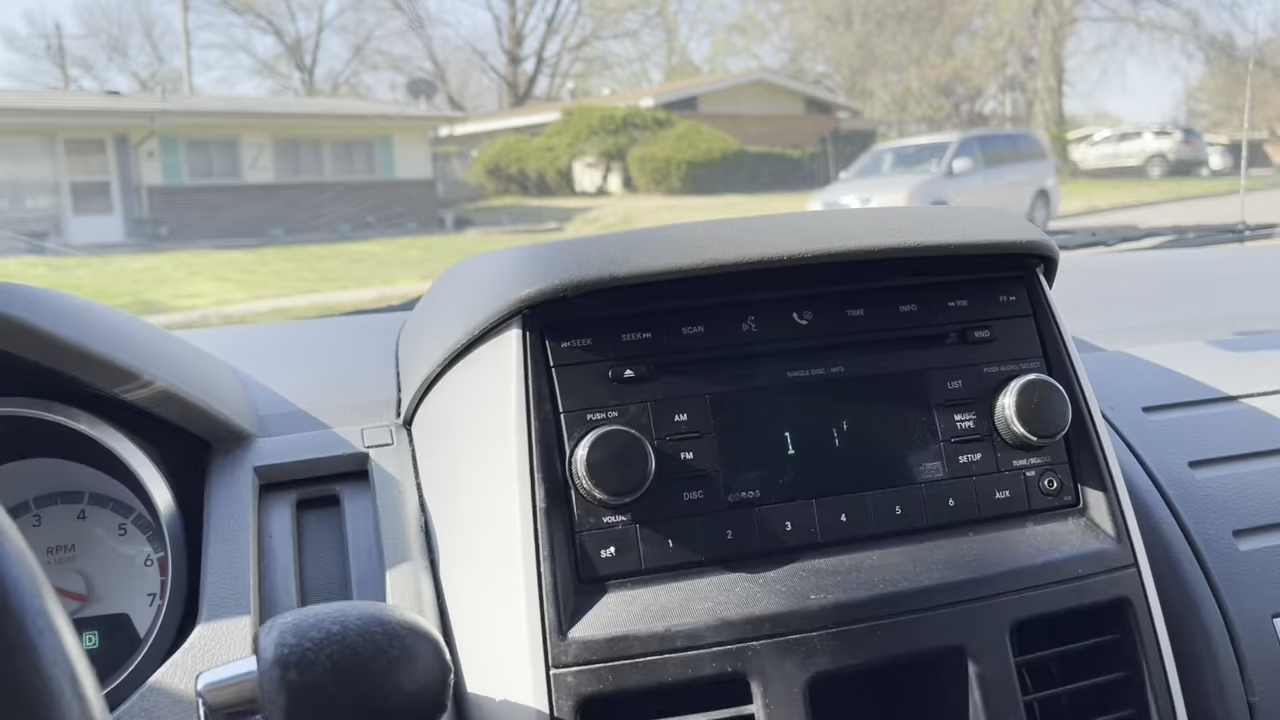 SEEK
SEEK
SCAN
TIME
INFO
RW
FF
RND
SINGLE DISC · MP3
PUSH AUDIO/SELECT
LIST
PUSH ON
AM
MUSIC
TYPE
FM
SETUP
TUNE/SCROLL
DISC
VOLUME
AUX
SET
1
2
3
4
5
6
AUX
3
4
5
6
7
RPM
D